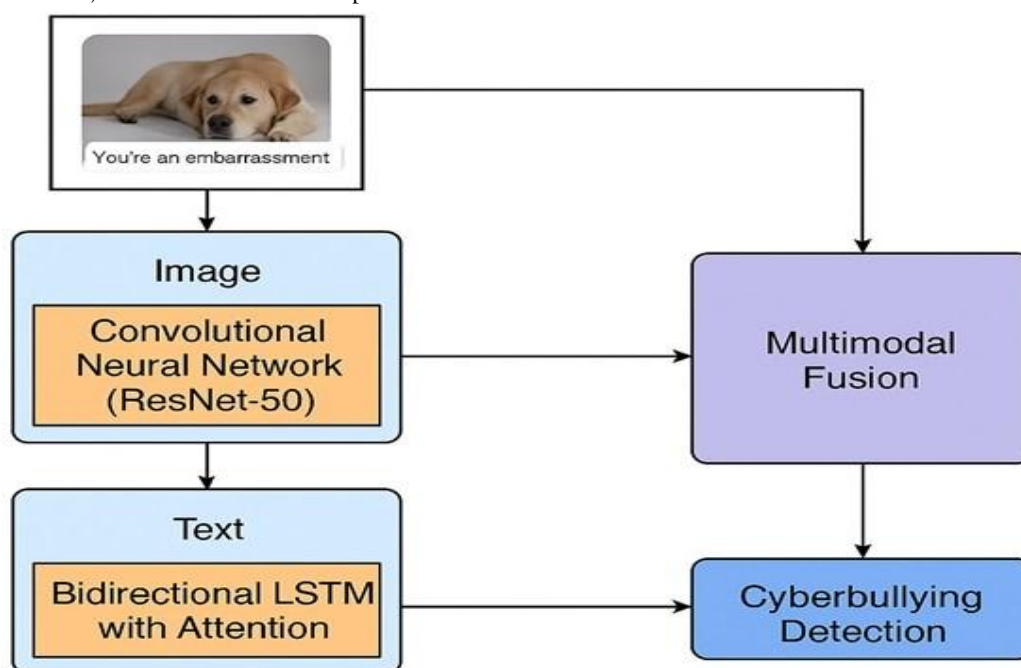 You're an embarrassment
Image
Convolutional
Neural Network
(ResNet-50)
Multimodal
Fusion
Text
Bidirectional LSTM
with Attention
Cyberbullying
Detection